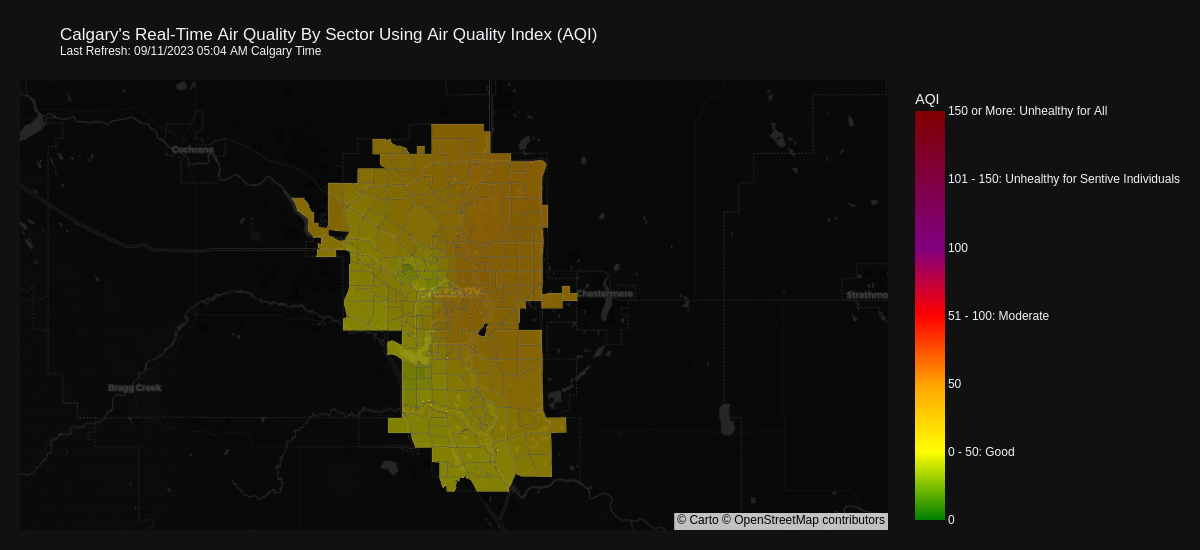 Calgary's Real-Time Air Quality By Sector Using Air Quality Index (AQI)
Last Refresh: 09/11/2023 05:04 AM Calgary Time
AQI
150 or More: Unhealthy for All
Cochrane
101 - 150: Unhealthy for Sentive Individuals
100
CALGARY
Chestermere
Strathmo
51 - 100: Moderate
Bragg Creek
50
0 - 50: Good
0
© Carto © OpenStreetMap contributors